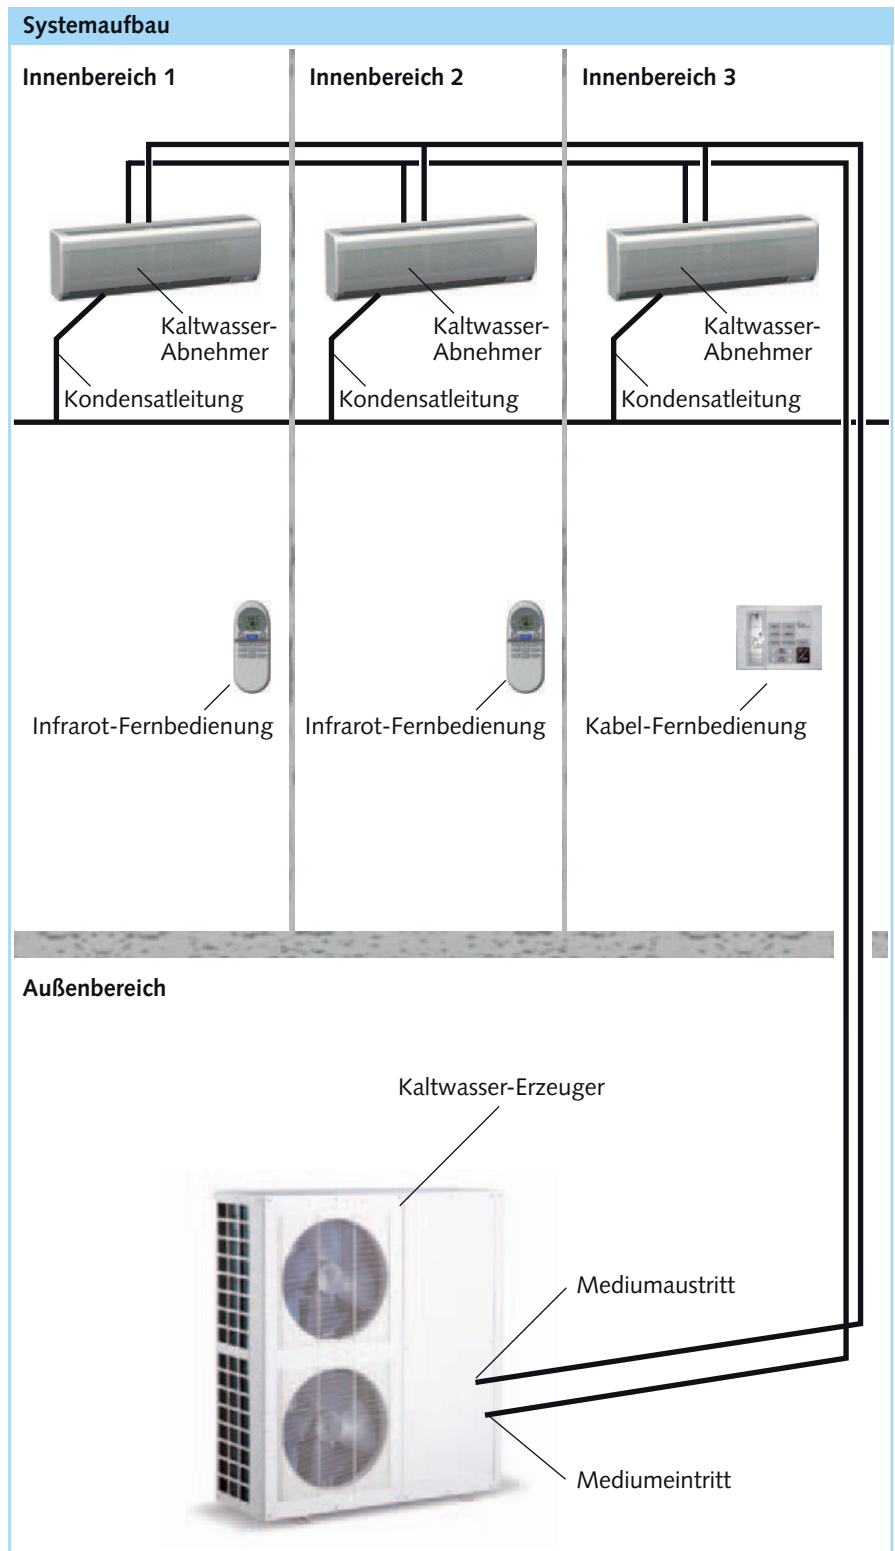 Systemaufbau
Innenbereich 1
Innenbereich 2
Innenbereich 3
Kaltwasser-
Abnehmer
Kaltwasser-
Abnehmer
Kaltwasser-
Abnehmer
Kondensatleitung
Kondensatleitung
Kondensatleitung
Infrarot-Fernbedienung
Infrarot-Fernbedienung
Kabel-Fernbedienung
Außenbereich
Kaltwasser-Erzeuger
Mediumaustritt
Mediumeintritt